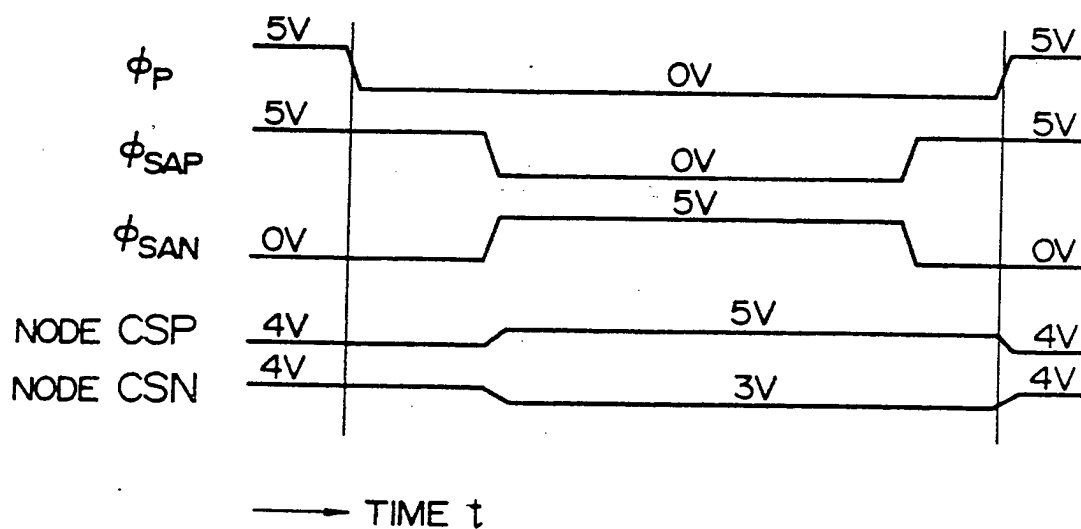 5V 5V
ϕP 0V
5V 5V
ϕSAP 0V
5V
ϕSAN 0V 0V
NODE CSP 4V 5V 4V
NODE CSN 4V 3V 4V
TIME t